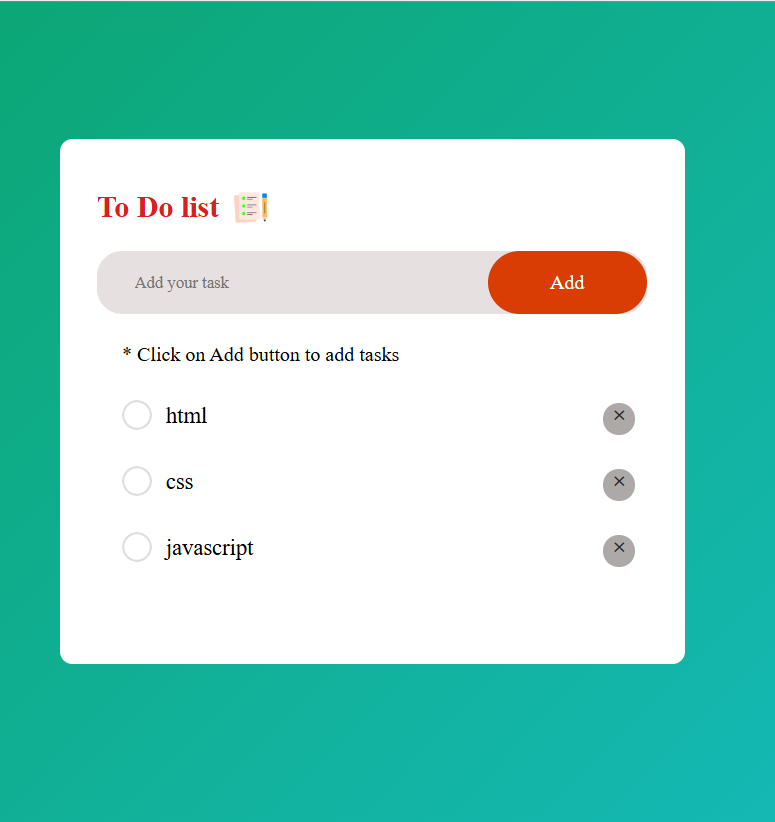 To Do list
Add your task
Add
* Click on Add button to add tasks
html
×
css
×
javascript
×